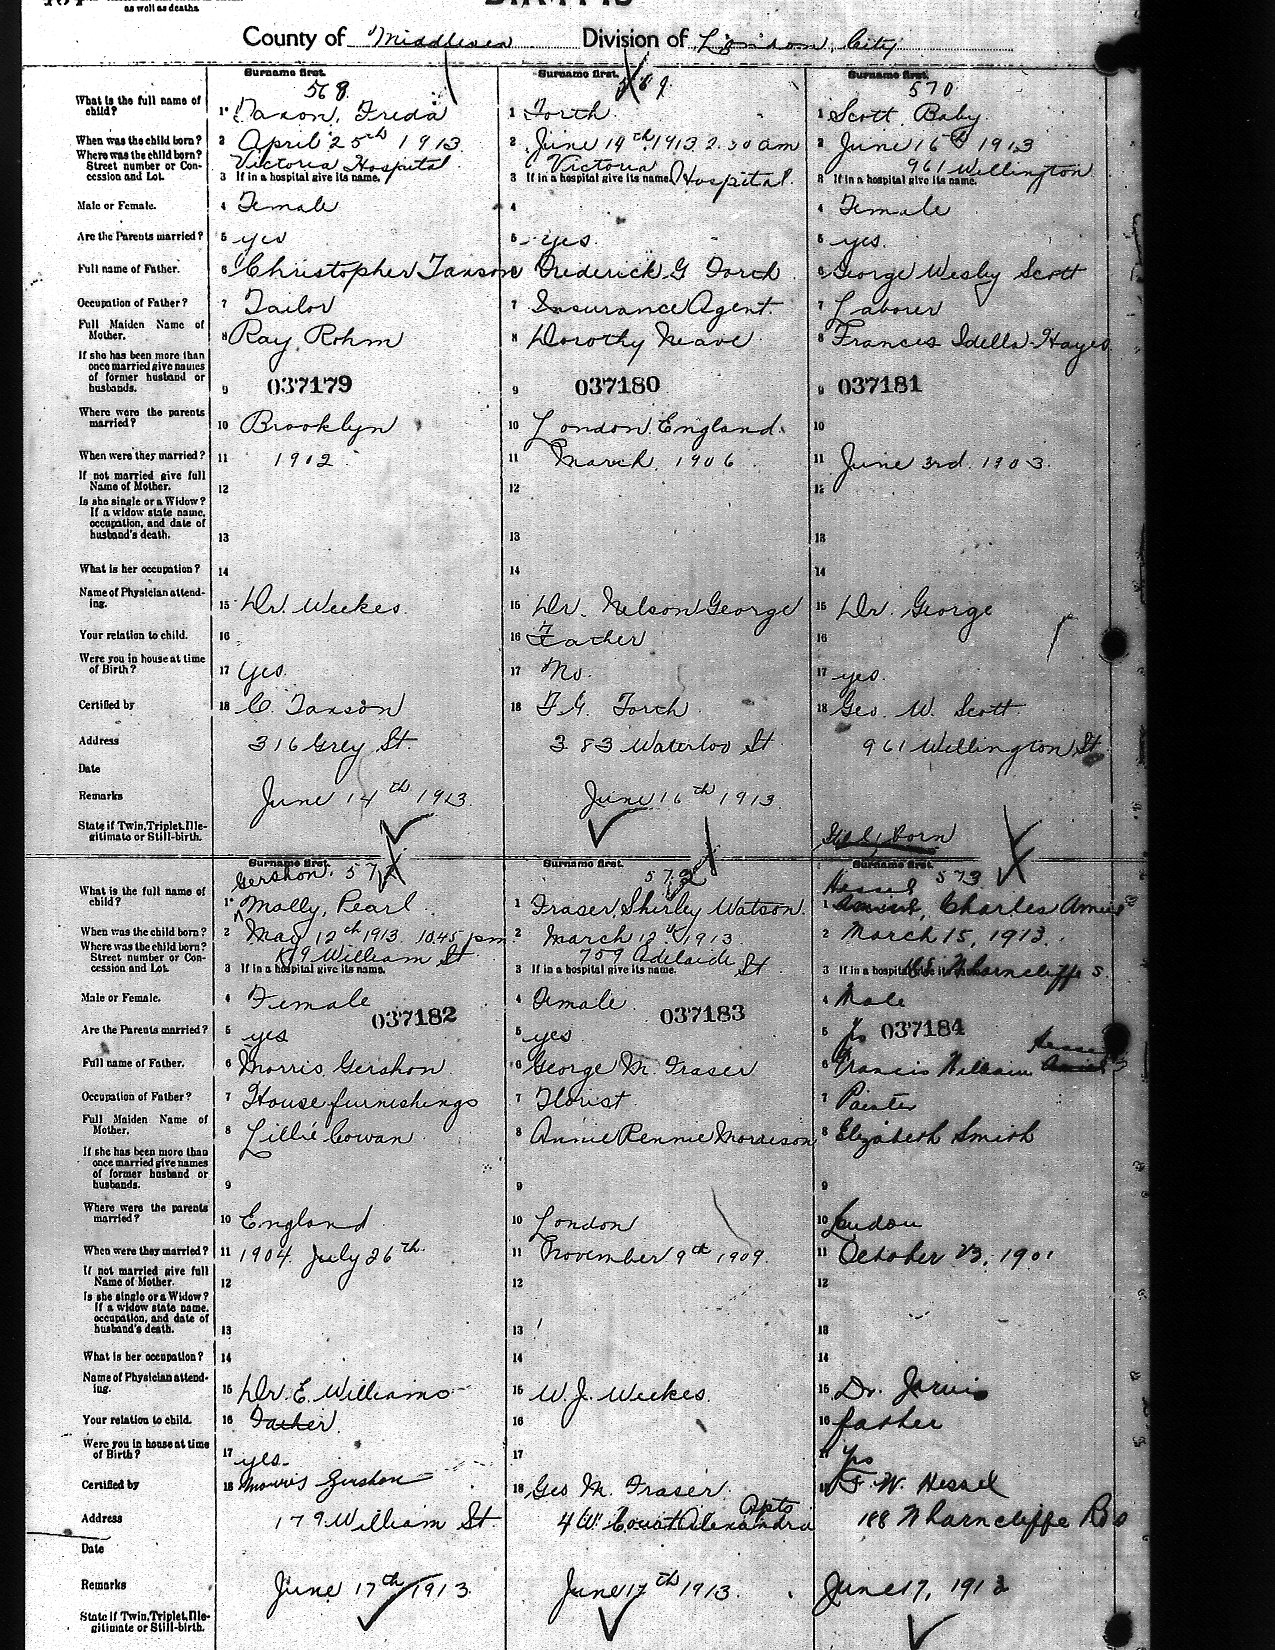 as well as deaths.
BIRTHS
County of Middlesex Division of London City
Surname first. Surname first. Surname first.
568 569 570
What is the full name of child? 1 Taxon, Freda 1 Torch 1 Scott, Baby
When was the child born? 2 April 25th 1913 2 June 14th 1913 2.30 am 2 June 16th 1913
Where was the child born? Street number or Concession and Lot. 3 If in a hospital give its name. Victoria Hospital 3 If in a hospital give its name. Victoria Hospital. 3 If in a hospital give its name. 961 Wellington
Male or Female. 4 Female 4 4 Female
Are the Parents married? 5 yes 5 yes. 5 yes.
Full name of Father. 6 Christopher Taxson 6 Frederick G Torch 6 George Wesley Scott
Occupation of Father? 7 Tailor 7 Insurance Agent. 7 Laborer
Full Maiden Name of Mother. 8 Ray Rohm 8 Dorothy Neave 8 Frances Idella Hayes
If she has been more than once married give names of former husband or husbands. 9 037179 9 037180 9 037181
Where were the parents married? 10 Brooklyn 10 London England. 10
When were they married? 11 1912 11 March, 1906 11 June 3rd. 1903.
If not married give full Name of Mother. 12 12 12
Is she single or a Widow? If a widow state name, occupation, and date of husband's death. 13 13 13
What is her occupation? 14 14 14
Name of Physician attending. 15 Dr. Weekes. 15 Dr. Nelson George 15 Dr. George
Your relation to child. 16 16 Father 16
Were you in house at time of Birth? 17 Yes. 17 No. 17 yes.
Certified by 18 C. Taxson 18 F.G. Torch 18 Geo. W. Scott.
Address 316 Grey St. 383 Waterloo St 961 Wellington St.
Date
Remarks June 14th 1913. June 16th 1913.
State if Twin, Triplet, Illegitimate or Still-birth. Still Born
Surname first. Surname first. Surname first.
571 572 573
What is the full name of child? 1 Gershon, Mally, Pearl 1 Fraser, Shirley Watson. 1 Hessel, Charles Amiel
When was the child born? 2 May 12th 1913. 10.45 pm 2 March 12th 1913 2 March 15, 1913.
Where was the child born? Street number or Concession and Lot. 3 If in a hospital give its name. 179 William St. 3 If in a hospital give its name. 759 Adelaide St 3 If in a hospital give its name. Wharncliffe S.
Male or Female. 4 Female 4 Female 4 Male
037182 037183 037184
Are the Parents married? 5 yes 5 yes 5 Yes
Full name of Father. 6 Morris Gershon 6 George M. Fraser 6 Francis William Hessel
Occupation of Father? 7 House furnishings 7 Florist 7 Painter
Full Maiden Name of Mother. 8 Lillie Cowan 8 Annie Rennie Morrison 8 Elizabeth Smith
If she has been more than once married give names of former husband or husbands. 9 9 9
Where were the parents married? 10 England 10 London 10 London
When were they married? 11 1904 July 26th 11 November 9th 1909. 11 October 23, 1901
If not married give full Name of Mother. 12 12 12
Is she single or a Widow? If a widow state name, occupation, and date of husband's death. 13 13 13
What is her occupation? 14 14 14
Name of Physician attending. 15 Dr. E. Williams 15 W. J. Weekes. 15 Dr. Jarvis
Your relation to child. 16 Father. 16 16 father
Were you in house at time of Birth? 17 yes. 17 17 Yes
Certified by 18 Morris Gershon 18 Geo M. Fraser 18 F. W. Hessel
Address 179 William St. 4 W. Court Alexandra Apts 188 Wharncliffe Rd S
Date
Remarks June 17th 1913 June 17th 1913. June 17, 1913
State if Twin, Triplet, Illegitimate or Still-birth.